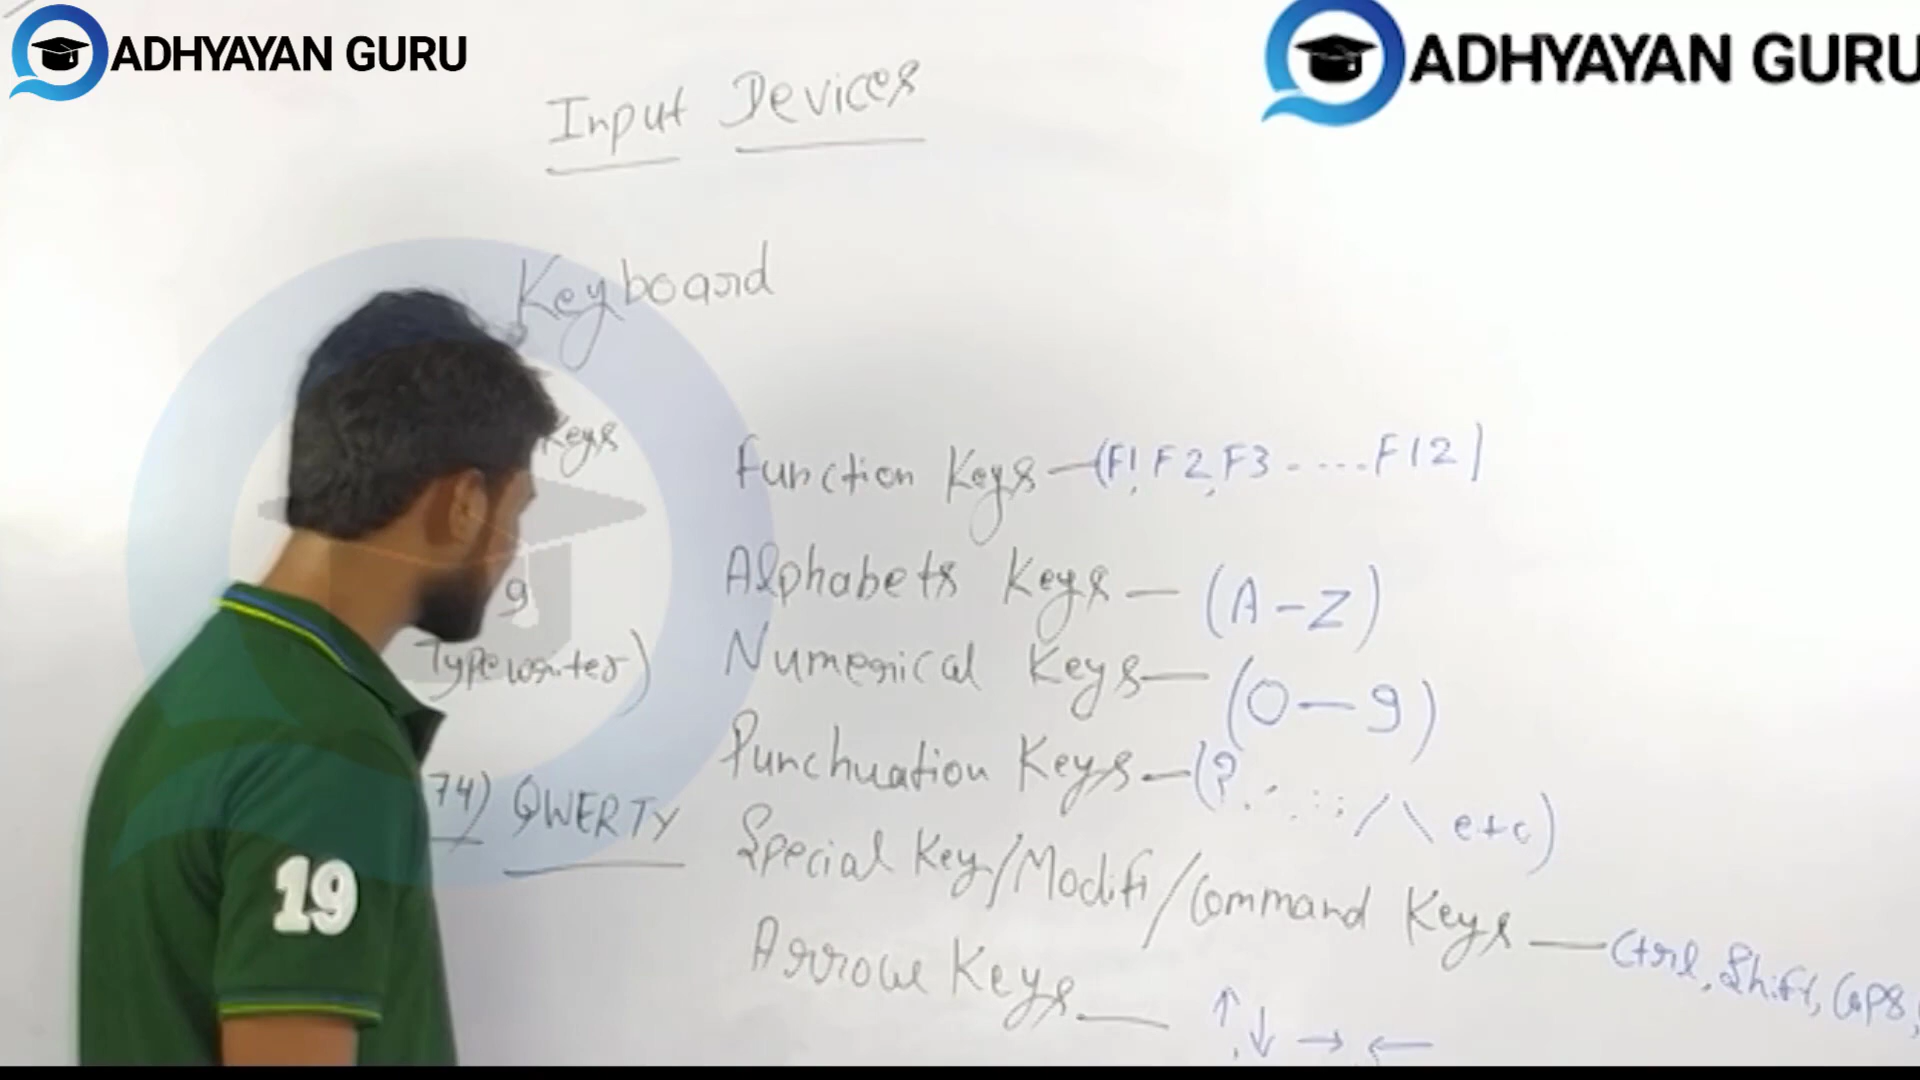 ADHYAYAN GURU
ADHYAYAN GURU
Input Devices
Keyboard
Keys
Typewriter)
74) QWERTY
Function Keys — (F1, F2, F3 - .... F12)
Alphabets Keys — (A-Z)
Numerical Keys — (0-9)
Punchuation Keys — (? . , . : ; / \ etc)
Special Key/Modifi/Command Keys — Ctrl, Shift, Caps,
Arrow Keys — ↑ ↓ → ←
19